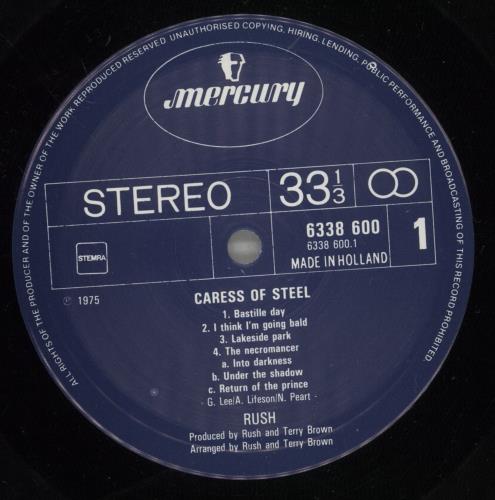 ALL RIGHTS OF THE PRODUCER AND OF THE OWNER OF THE WORK REPRODUCED RESERVED UNAUTHORISED COPYING, HIRING, LENDING, PUBLIC PERFORMANCE AND BROADCASTING OF THIS RECORD PROHIBITED.
mercury
STEREO
33 1/3
6338 600
6338 600.1
MADE IN HOLLAND
1
STEMRA
℗ 1975
CARESS OF STEEL
1. Bastille day
2. I think I'm going bald
3. Lakeside park
4. The necromancer
a. Into darkness
b. Under the shadow
c. Return of the prince
- G. Lee/A. Lifeson/N. Peart -
RUSH
Produced by Rush and Terry Brown
Arranged by Rush and Terry Brown